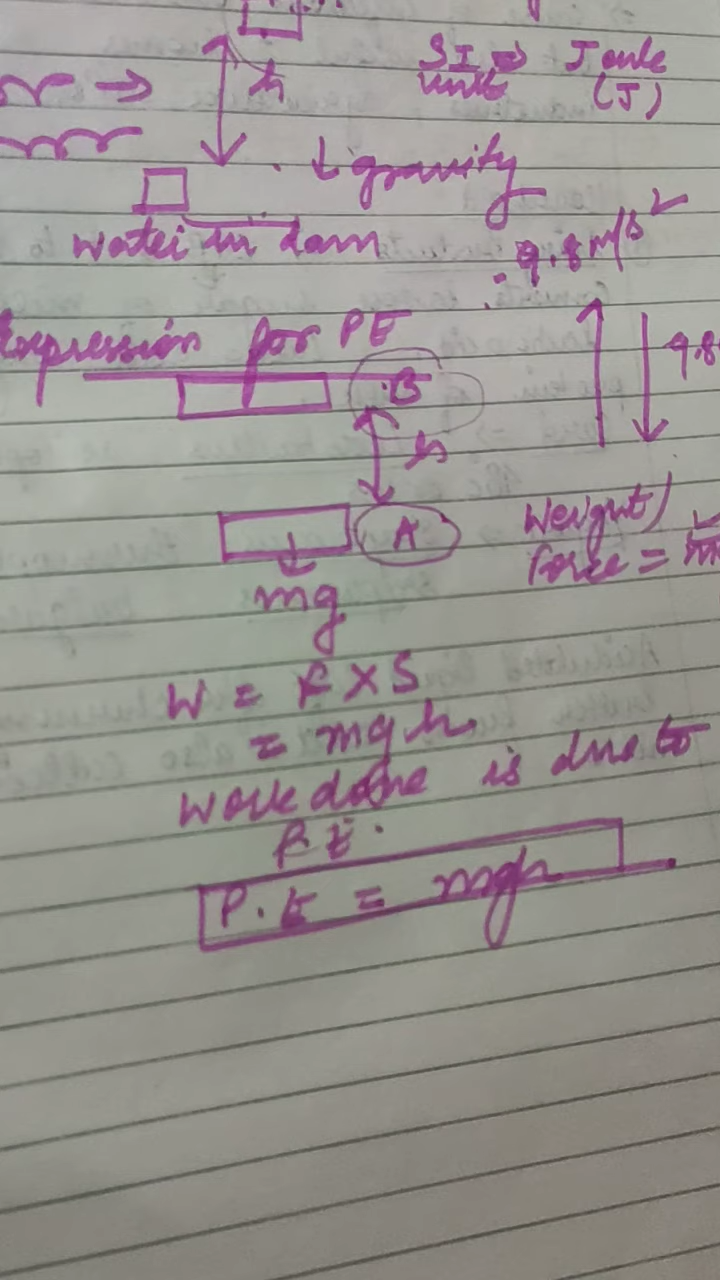 h
SI ⇒ Joule
unit (J)
↓ gravity
water in dam
9.8 m/s²
Expression for PE
B
9.8
h
A
Weight/
Force = m
mg
W = F × S
= mgh
Work done is due to
P.E.
P.E = mgh